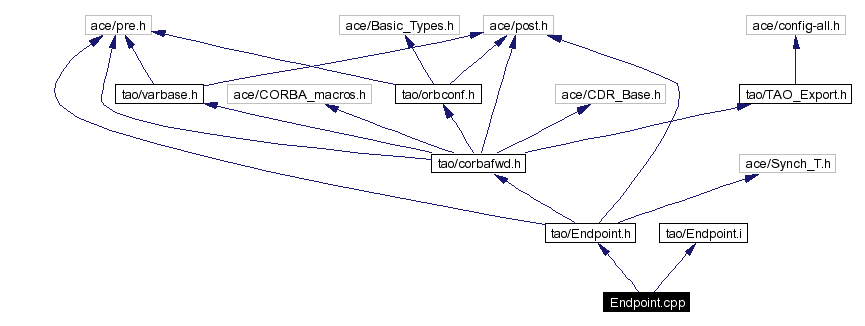 ace/pre.h
ace/Basic_Types.h
ace/post.h
ace/config-all.h
tao/varbase.h
ace/CORBA_macros.h
tao/orbconf.h
ace/CDR_Base.h
tao/TAO_Export.h
tao/corbafwd.h
ace/Synch_T.h
tao/Endpoint.h
tao/Endpoint.i
Endpoint.cpp